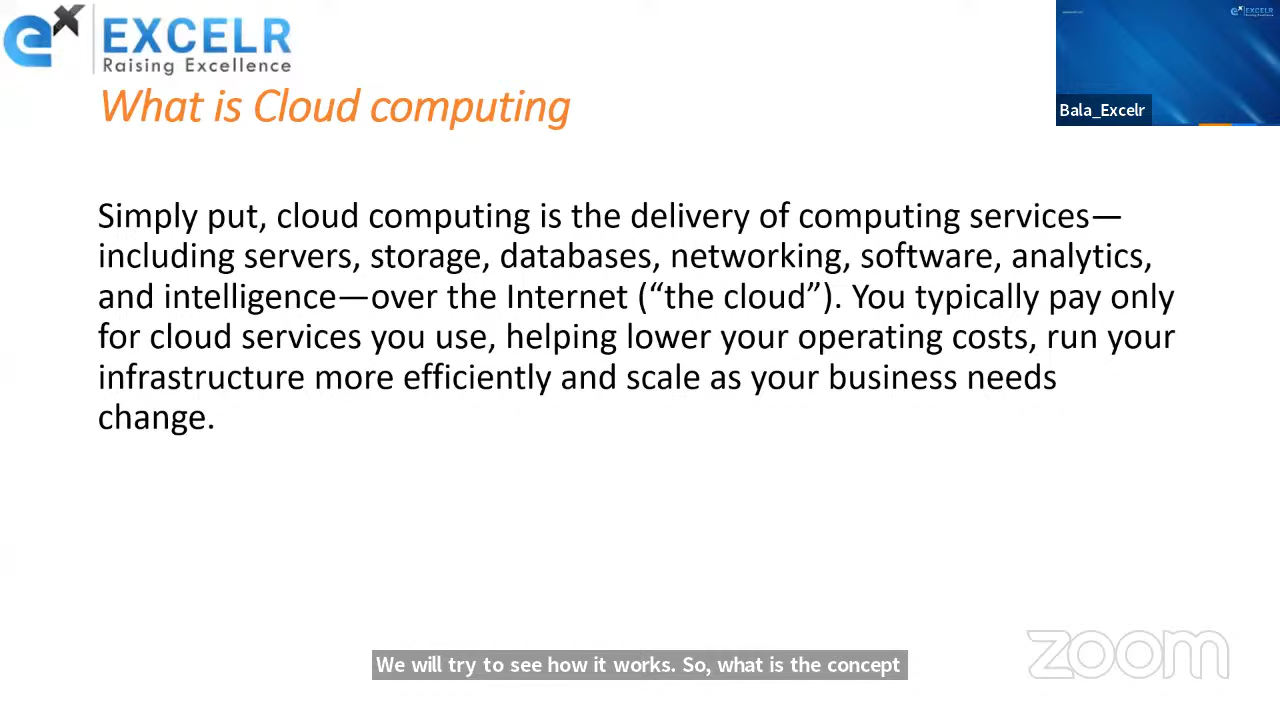 EXCELR
Raising Excellence
What is Cloud computing
EXCELR
Bala_Excelr
Simply put, cloud computing is the delivery of computing services—
including servers, storage, databases, networking, software, analytics,
and intelligence—over the Internet (“the cloud”). You typically pay only
for cloud services you use, helping lower your operating costs, run your
infrastructure more efficiently and scale as your business needs
change.
zoom
We will try to see how it works. So, what is the concept